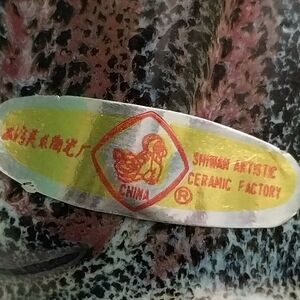 石湾美术陶瓷厂
CHINA
®
SHIWAN ARTISTIC
CERAMIC FACTORY